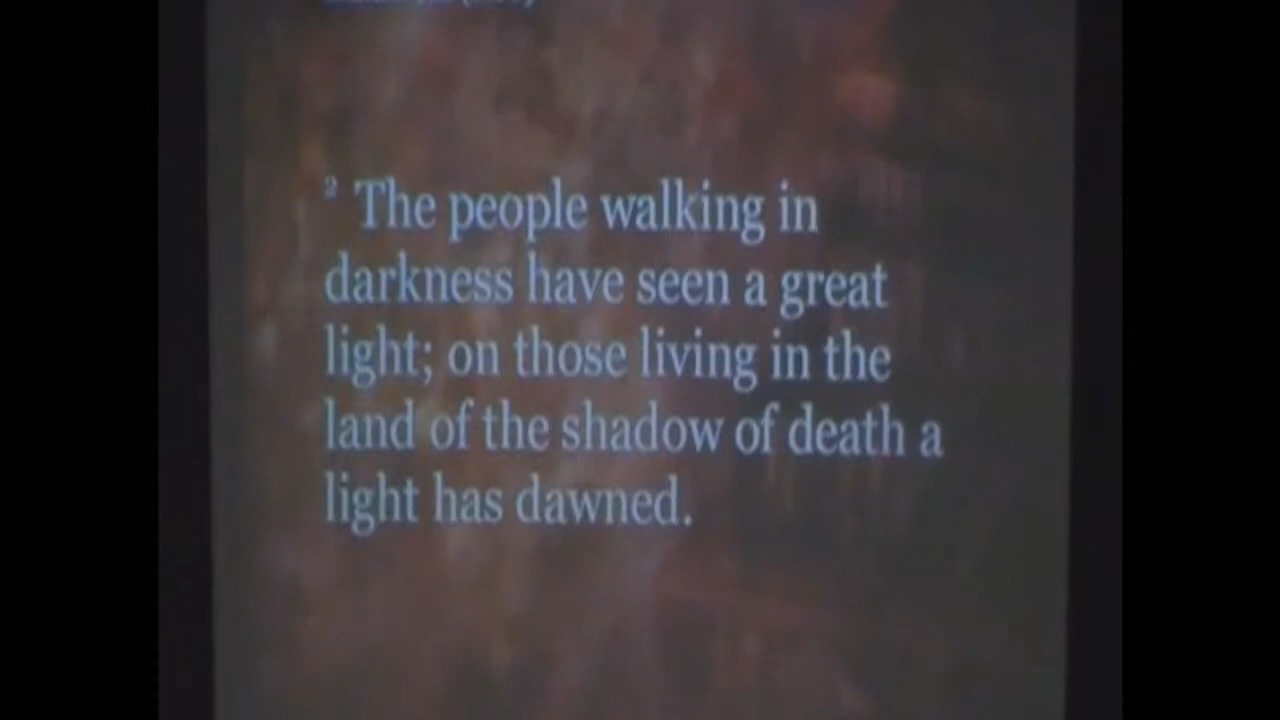 ² The people walking in
darkness have seen a great
light; on those living in the
land of the shadow of death a
light has dawned.